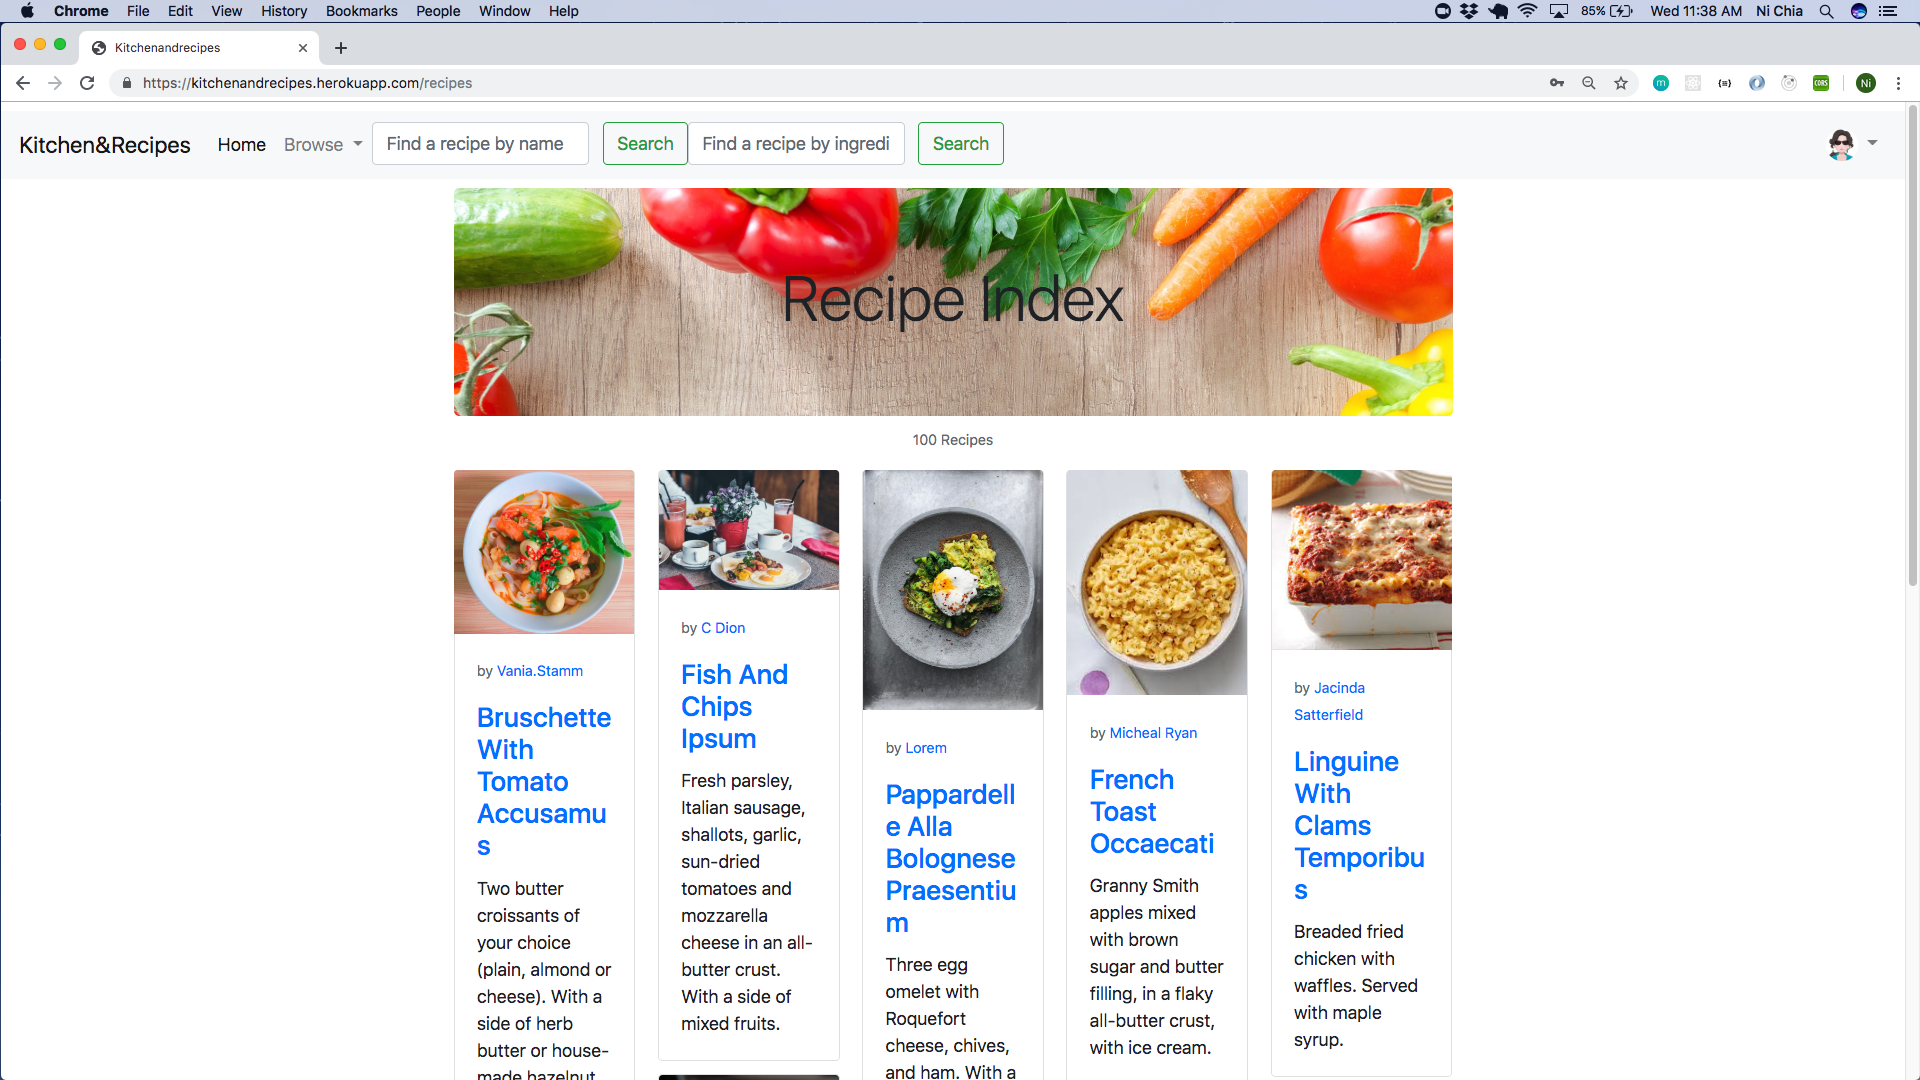 Chrome File Edit View History Bookmarks People Window Help 85% Wed 11:38 AM Ni Chia
Kitchenandrecipes
https://kitchenandrecipes.herokuapp.com/recipes
m {≡} CORS Ni
Kitchen&Recipes Home Browse Find a recipe by name Search Find a recipe by ingredi Search
Recipe Index
100 Recipes
by Vania.Stamm
Bruschette
With
Tomato
Accusamu
s
Two butter
croissants of
your choice
(plain, almond or
cheese). With a
side of herb
butter or house-
made hazelnut
by C Dion
Fish And
Chips
Ipsum
Fresh parsley,
Italian sausage,
shallots, garlic,
sun-dried
tomatoes and
mozzarella
cheese in an all-
butter crust.
With a side of
mixed fruits.
by Lorem
Pappardell
e Alla
Bolognese
Praesentiu
m
Three egg
omelet with
Roquefort
cheese, chives,
and ham. With a
by Micheal Ryan
French
Toast
Occaecati
Granny Smith
apples mixed
with brown
sugar and butter
filling, in a flaky
all-butter crust,
with ice cream.
by Jacinda
Satterfield
Linguine
With
Clams
Temporibu
s
Breaded fried
chicken with
waffles. Served
with maple
syrup.